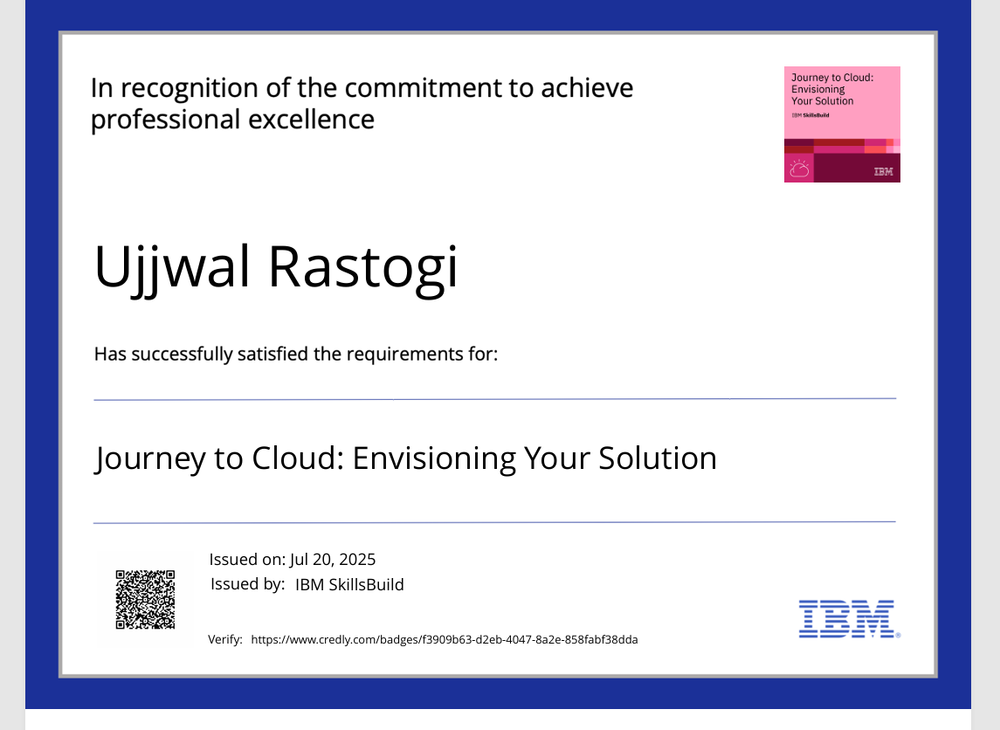 In recognition of the commitment to achieve
professional excellence
Journey to Cloud:
Envisioning
Your Solution
IBM SkillsBuild
IBM
Ujjwal Rastogi
Has successfully satisfied the requirements for:
Journey to Cloud: Envisioning Your Solution
Issued on: Jul 20, 2025
Issued by: IBM SkillsBuild
IBM®
Verify: https://www.credly.com/badges/f3909b63-d2eb-4047-8a2e-858fabf38dda